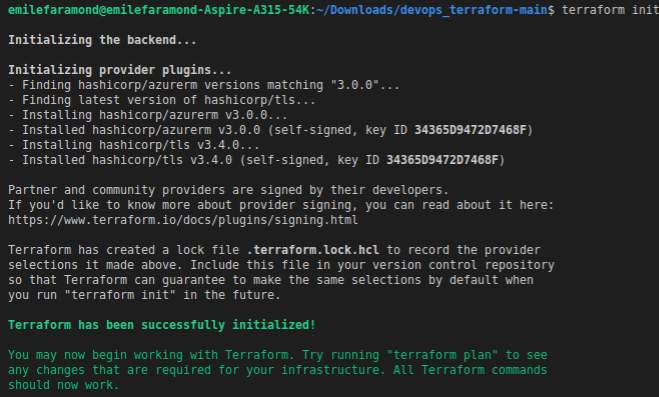 emilefaramond@emilefaramond-Aspire-A315-54K:~/Downloads/devops_terraform-main$ terraform init
Initializing the backend...
Initializing provider plugins...
- Finding hashicorp/azurerm versions matching "3.0.0"...
- Finding latest version of hashicorp/tls...
- Installing hashicorp/azurerm v3.0.0...
- Installed hashicorp/azurerm v3.0.0 (self-signed, key ID 34365D9472D7468F)
- Installing hashicorp/tls v3.4.0...
- Installed hashicorp/tls v3.4.0 (self-signed, key ID 34365D9472D7468F)
Partner and community providers are signed by their developers.
If you'd like to know more about provider signing, you can read about it here:
https://www.terraform.io/docs/plugins/signing.html
Terraform has created a lock file .terraform.lock.hcl to record the provider
selections it made above. Include this file in your version control repository
so that Terraform can guarantee to make the same selections by default when
you run "terraform init" in the future.
Terraform has been successfully initialized!
You may now begin working with Terraform. Try running "terraform plan" to see
any changes that are required for your infrastructure. All Terraform commands
should now work.